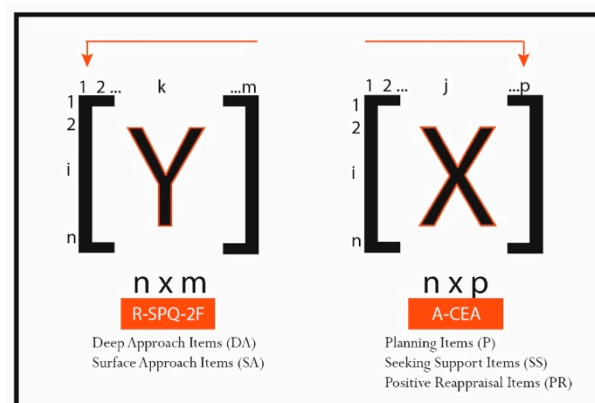 1 2 ... k ...m
1
2
i
n
Y
n x m
R-SPQ-2F
Deep Approach Items (DA)
Surface Approach Items (SA)
1 2 ... j ...p
1
2
i
n
X
n x p
A-CEA
Planning Items (P)
Seeking Support Items (SS)
Positive Reappraisal Items (PR)